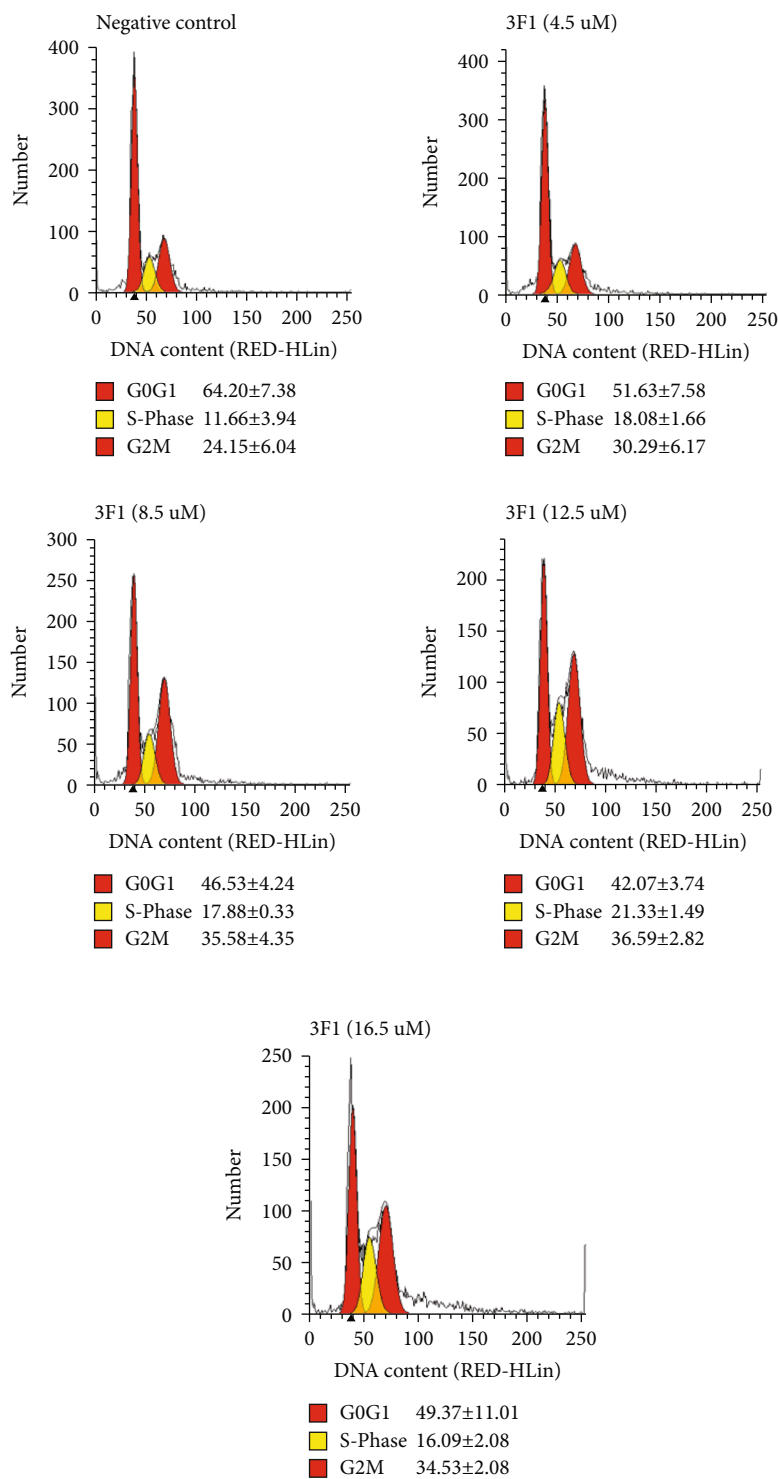 Negative control
400
300
200
100
0
Number
0 50 100 150 200 250
DNA content (RED-HLin)
G0G1 64.20±7.38
S-Phase 11.66±3.94
G2M 24.15±6.04
3F1 (4.5 uM)
400
300
200
100
0
Number
0 50 100 150 200 250
DNA content (RED-HLin)
G0G1 51.63±7.58
S-Phase 18.08±1.66
G2M 30.29±6.17
3F1 (8.5 uM)
300
250
200
150
100
50
0
Number
0 50 100 150 200 250
DNA content (RED-HLin)
G0G1 46.53±4.24
S-Phase 17.88±0.33
G2M 35.58±4.35
3F1 (12.5 uM)
200
150
100
50
0
Number
0 50 100 150 200 250
DNA content (RED-HLin)
G0G1 42.07±3.74
S-Phase 21.33±1.49
G2M 36.59±2.82
3F1 (16.5 uM)
250
200
150
100
50
0
Number
0 50 100 150 200 250
DNA content (RED-HLin)
G0G1 49.37±11.01
S-Phase 16.09±2.08
G2M 34.53±2.08